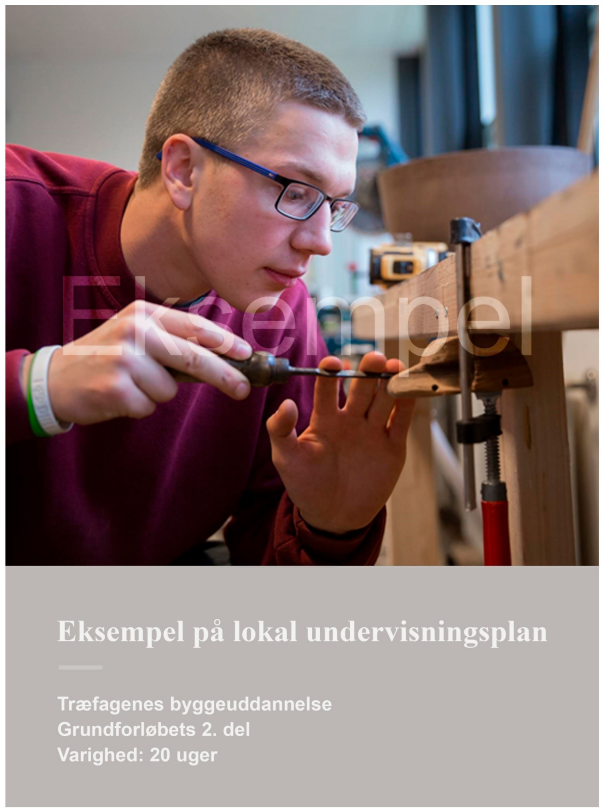 Eksempel
Eksempel på lokal undervisningsplan
Træfagenes byggeuddannelse
Grundforløbets 2. del
Varighed: 20 uger